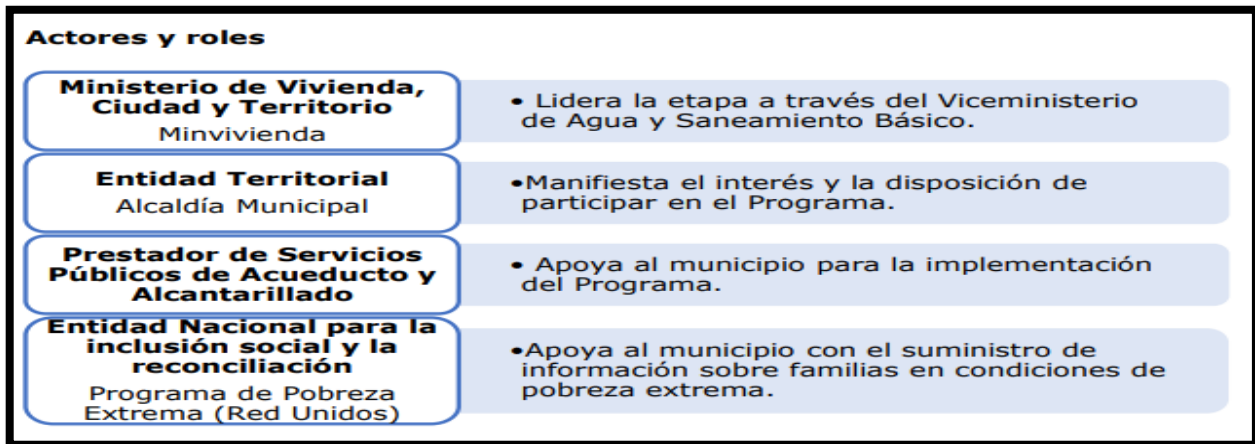 Actores y roles
Ministerio de Vivienda,
Ciudad y Territorio
Minvivienda
• Lidera la etapa a través del Viceministerio
de Agua y Saneamiento Básico.
Entidad Territorial
Alcaldía Municipal
•Manifiesta el interés y la disposición de
participar en el Programa.
Prestador de Servicios
Públicos de Acueducto y
Alcantarillado
• Apoya al municipio para la implementación
del Programa.
Entidad Nacional para la
inclusión social y la
reconciliación
Programa de Pobreza
Extrema (Red Unidos)
•Apoya al municipio con el suministro de
información sobre familias en condiciones de
pobreza extrema.